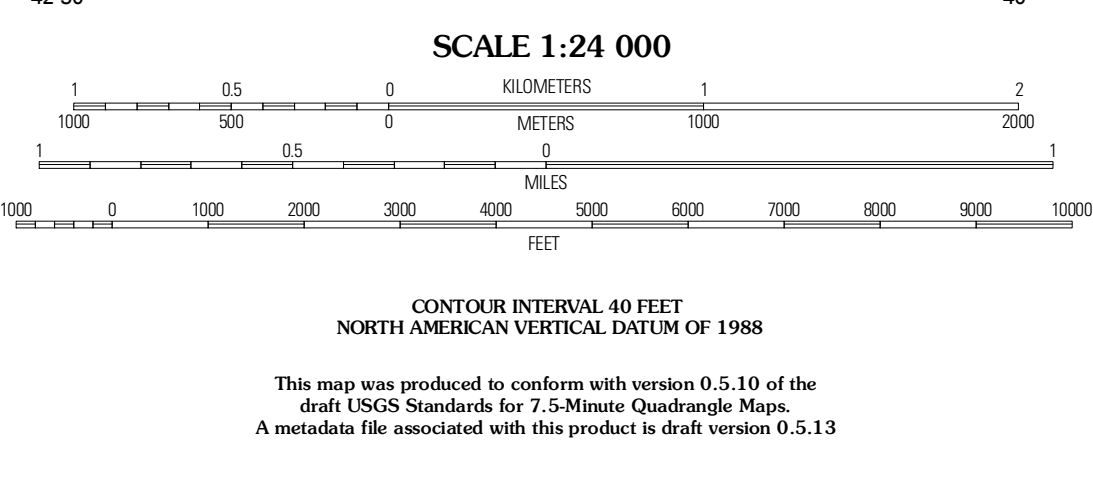 SCALE 1:24 000
1 0.5 0 KILOMETERS 1 2
1000 500 0 METERS 1000 2000
1 0.5 0 1
MILES
1000 0 1000 2000 3000 4000 5000 6000 7000 8000 9000 10000
FEET
CONTOUR INTERVAL 40 FEET
NORTH AMERICAN VERTICAL DATUM OF 1988
This map was produced to conform with version 0.5.10 of the
draft USGS Standards for 7.5-Minute Quadrangle Maps.
A metadata file associated with this product is draft version 0.5.13